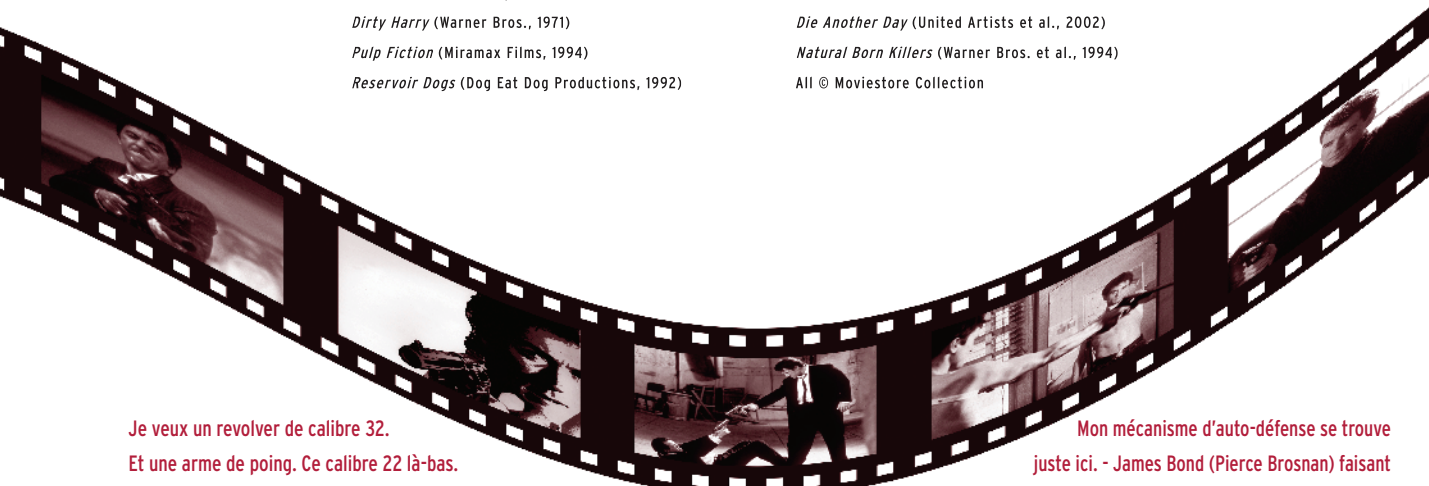 Dirty Harry (Warner Bros., 1971)
Pulp Fiction (Miramax Films, 1994)
Reservoir Dogs (Dog Eat Dog Productions, 1992)
Die Another Day (United Artists et al., 2002)
Natural Born Killers (Warner Bros. et al., 1994)
All © Moviestore Collection
Je veux un revolver de calibre 32.
Et une arme de poing. Ce calibre 22 là-bas.
Mon mécanisme d'auto-défense se trouve
juste ici. - James Bond (Pierce Brosnan) faisant